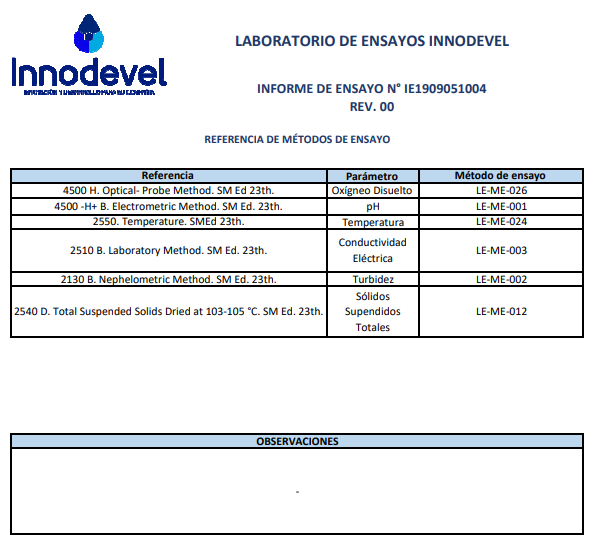 Innodevel
LABORATORIO DE ENSAYOS INNODEVEL
INFORME DE ENSAYO N° IE1909051004
REV. 00
REFERENCIA DE MÉTODOS DE ENSAYO
Referencia Parámetro Método de ensayo
4500 H. Optical- Probe Method. SM Ed 23th. Oxígneo Disuelto LE-ME-026
4500 -H+ B. Electrometric Method. SM Ed. 23th. pH LE-ME-001
2550. Temperature. SMEd 23th. Temperatura LE-ME-024
2510 B. Laboratory Method. SM Ed. 23th. Conductividad Eléctrica LE-ME-003
2130 B. Nephelometric Method. SM Ed. 23th. Turbidez LE-ME-002
2540 D. Total Suspended Solids Dried at 103-105 °C. SM Ed. 23th. Sólidos Supendidos Totales LE-ME-012
OBSERVACIONES
-